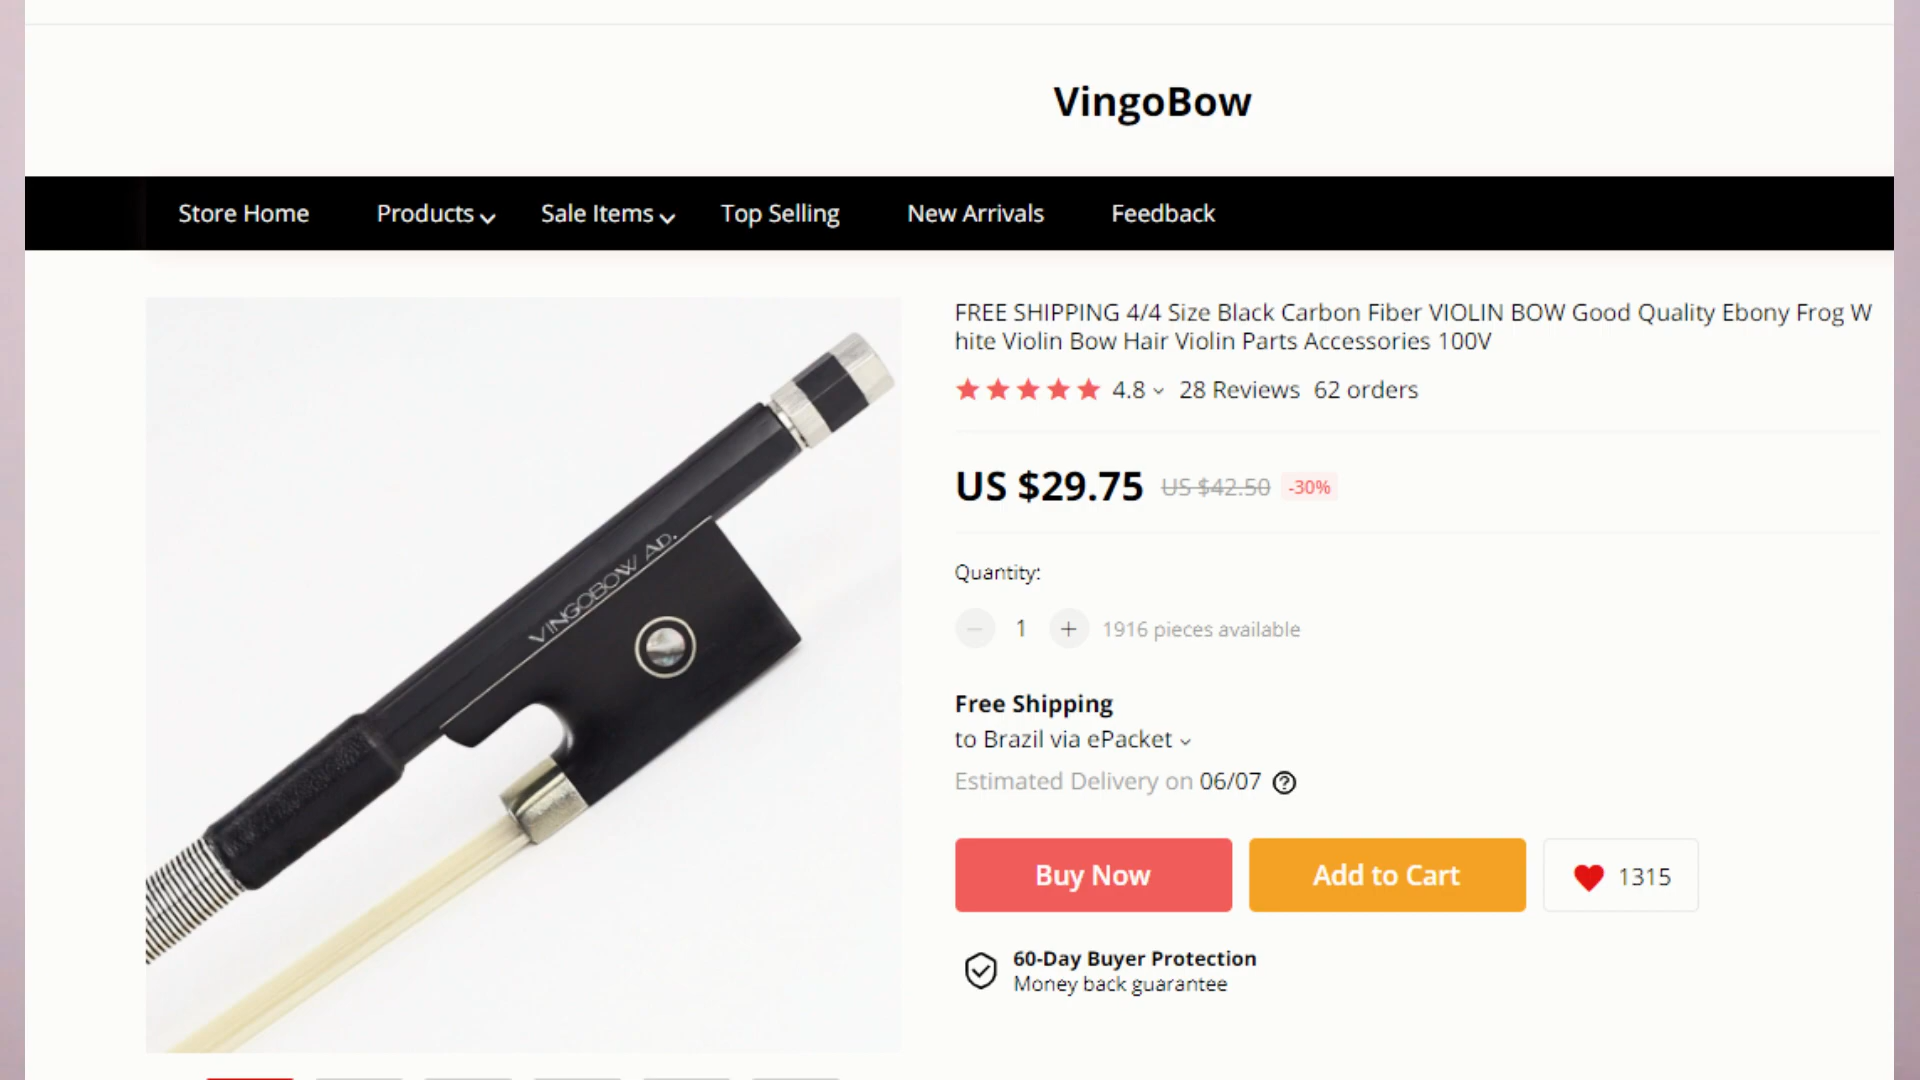 VingoBow
Store Home Products Sale Items Top Selling New Arrivals Feedback
VINGOBOW AD.
FREE SHIPPING 4/4 Size Black Carbon Fiber VIOLIN BOW Good Quality Ebony Frog W
hite Violin Bow Hair Violin Parts Accessories 100V
4.8 28 Reviews 62 orders
US $29.75 US $42.50 -30%
Quantity:
1 1916 pieces available
Free Shipping
to Brazil via ePacket
Estimated Delivery on 06/07
Buy Now Add to Cart 1315
60-Day Buyer Protection
Money back guarantee